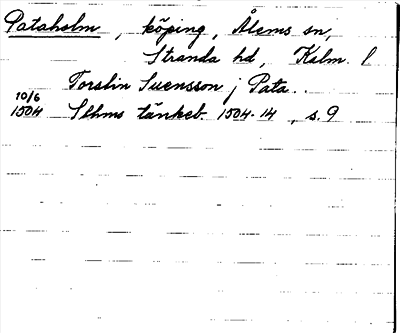 Pataholm, köping, Ålems sn,
Stranda hd, Kalm. l
Torstin Suensson j Pata..
10/6
1504 Sthms tänkeb. 1504-14, s. 9